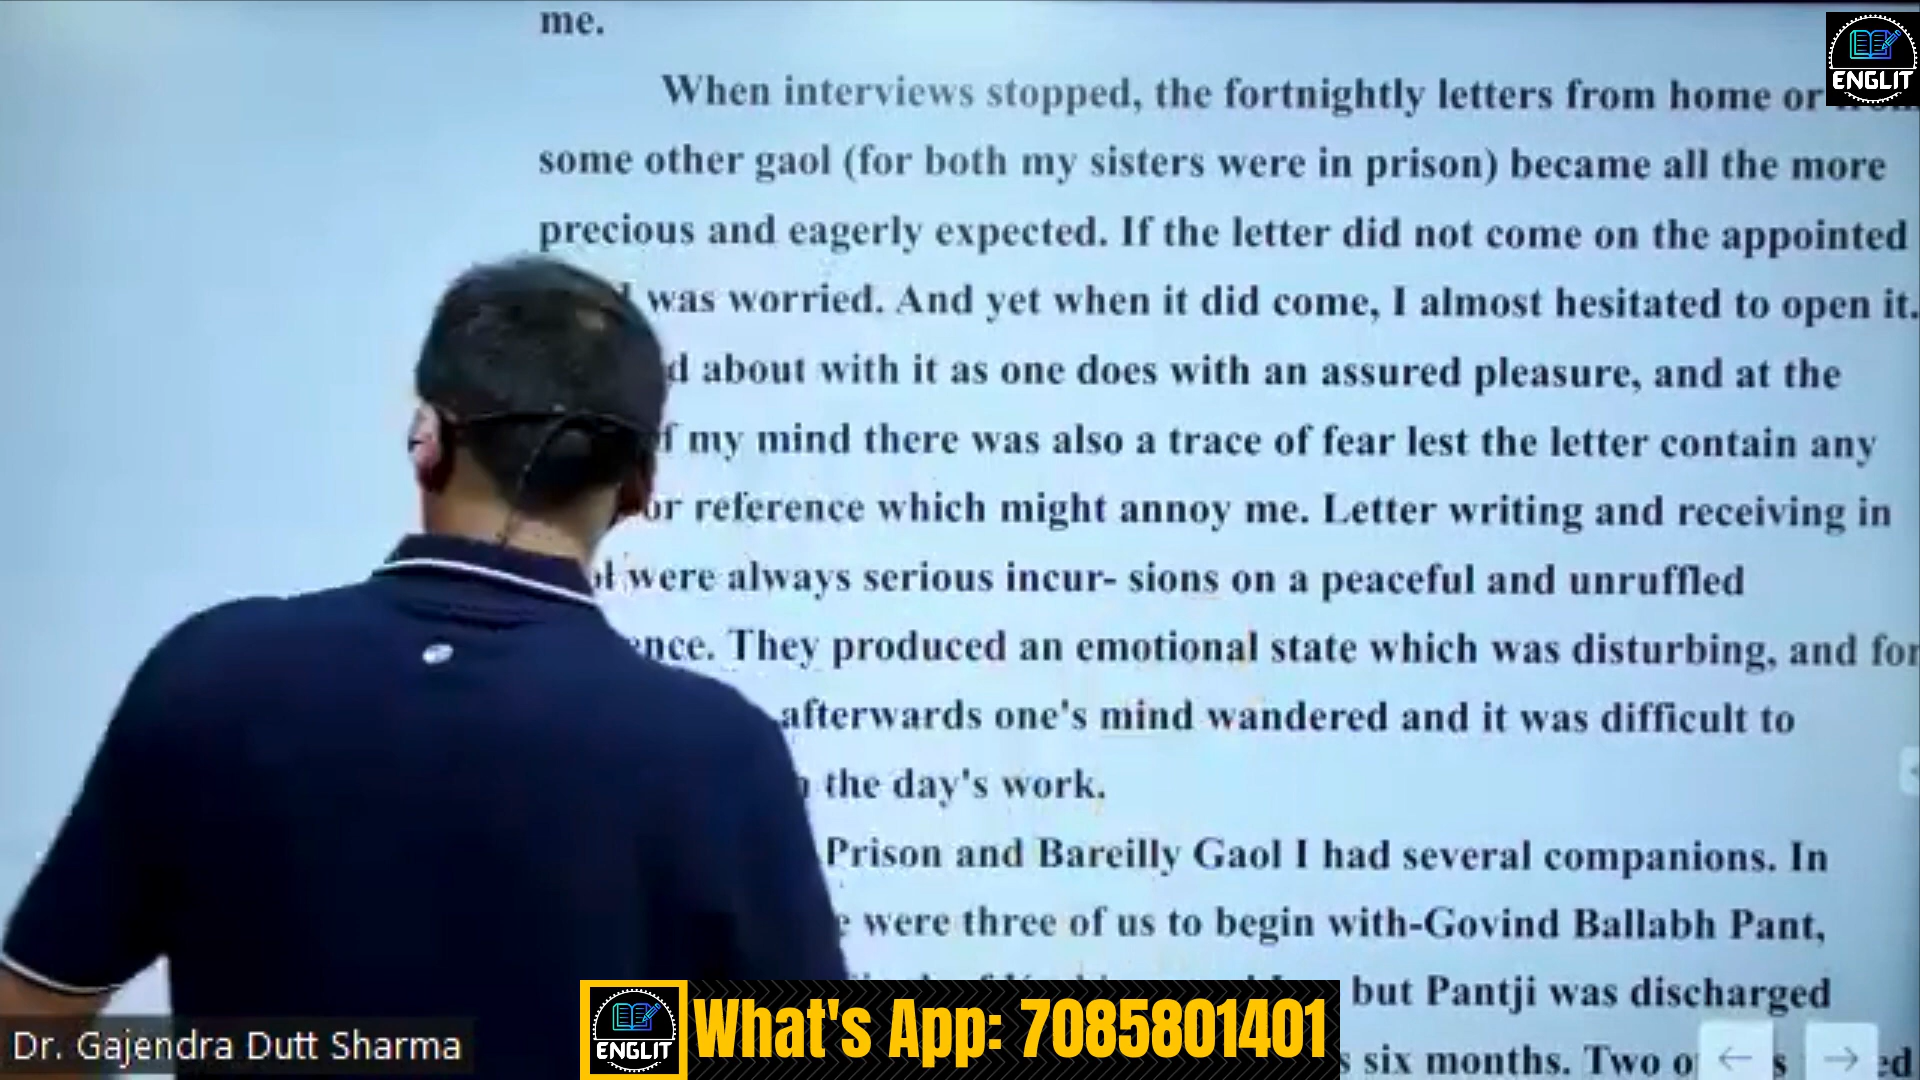 me.
When interviews stopped, the fortnightly letters from home or
some other gaol (for both my sisters were in prison) became all the more
precious and eagerly expected. If the letter did not come on the appointed
was worried. And yet when it did come, I almost hesitated to open it.
about with it as one does with an assured pleasure, and at the
my mind there was also a trace of fear lest the letter contain any
or reference which might annoy me. Letter writing and receiving in
were always serious incur- sions on a peaceful and unruffled
They produced an emotional state which was disturbing, and for
afterwards one's mind wandered and it was difficult to
the day's work.
Prison and Bareilly Gaol I had several companions. In
were three of us to begin with-Govind Ballabh Pant,
but Pantji was discharged
six months. Two
ENGLIT
Dr. Gajendra Dutt Sharma
ENGLIT
What's App: 7085801401